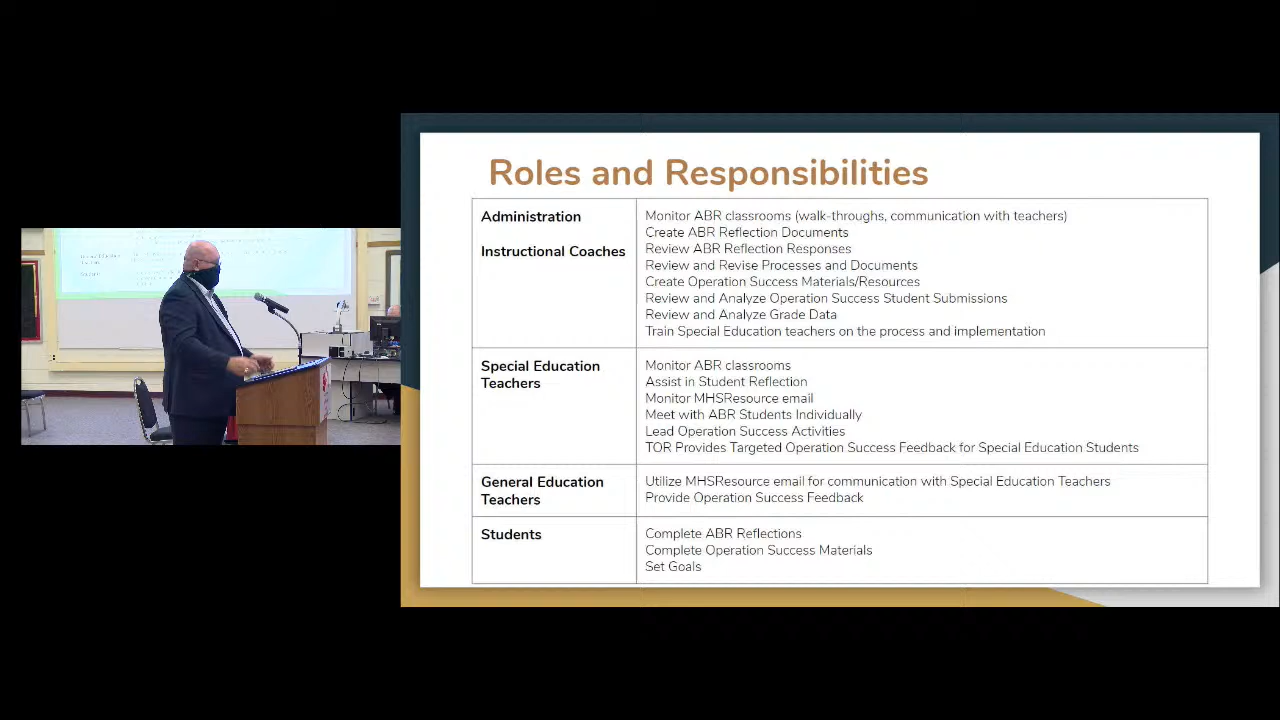 Roles and Responsibilities
Administration
Instructional Coaches
Monitor ABR classrooms (walk-throughs, communication with teachers)
Create ABR Reflection Documents
Review ABR Reflection Responses
Review and Revise Processes and Documents
Create Operation Success Materials/Resources
Review and Analyze Operation Success Student Submissions
Review and Analyze Grade Data
Train Special Education teachers on the process and implementation
Special Education
Teachers
Monitor ABR classrooms
Assist in Student Reflection
Monitor MHSResource email
Meet with ABR Students Individually
Lead Operation Success Activities
TOR Provides Targeted Operation Success Feedback for Special Education Students
General Education
Teachers
Utilize MHSResource email for communication with Special Education Teachers
Provide Operation Success Feedback
Students
Complete ABR Reflections
Complete Operation Success Materials
Set Goals